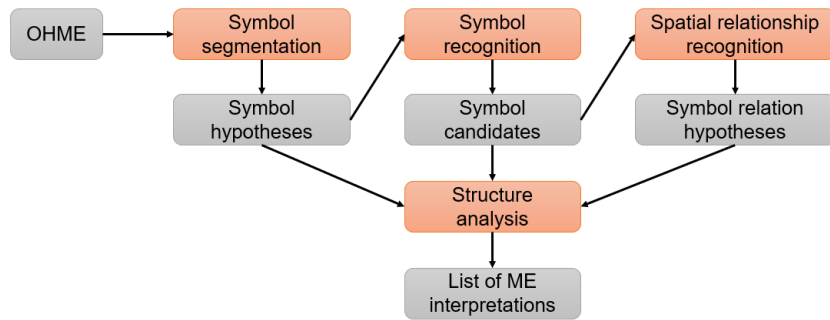 OHME
Symbol
segmentation
Symbol
recognition
Spatial relationship
recognition
Symbol
hypotheses
Symbol
candidates
Symbol relation
hypotheses
Structure
analysis
List of ME
interpretations